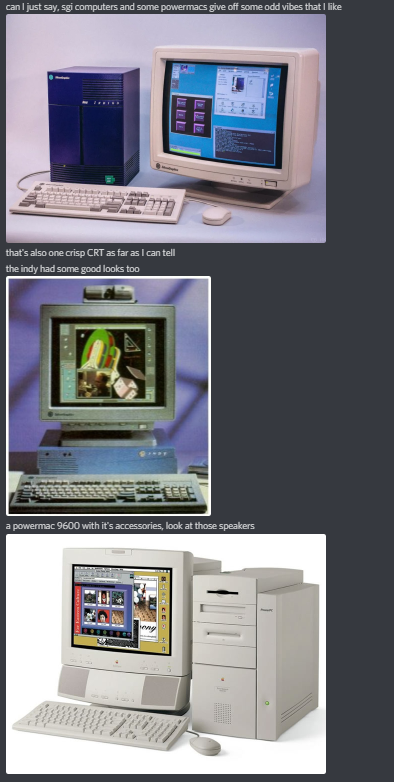 can I just say, sgi computers and some powermacs give off some odd vibes that I like
that's also one crisp CRT as far as I can tell
the indy had some good looks too
a powermac 9600 with it's accessories, look at those speakers